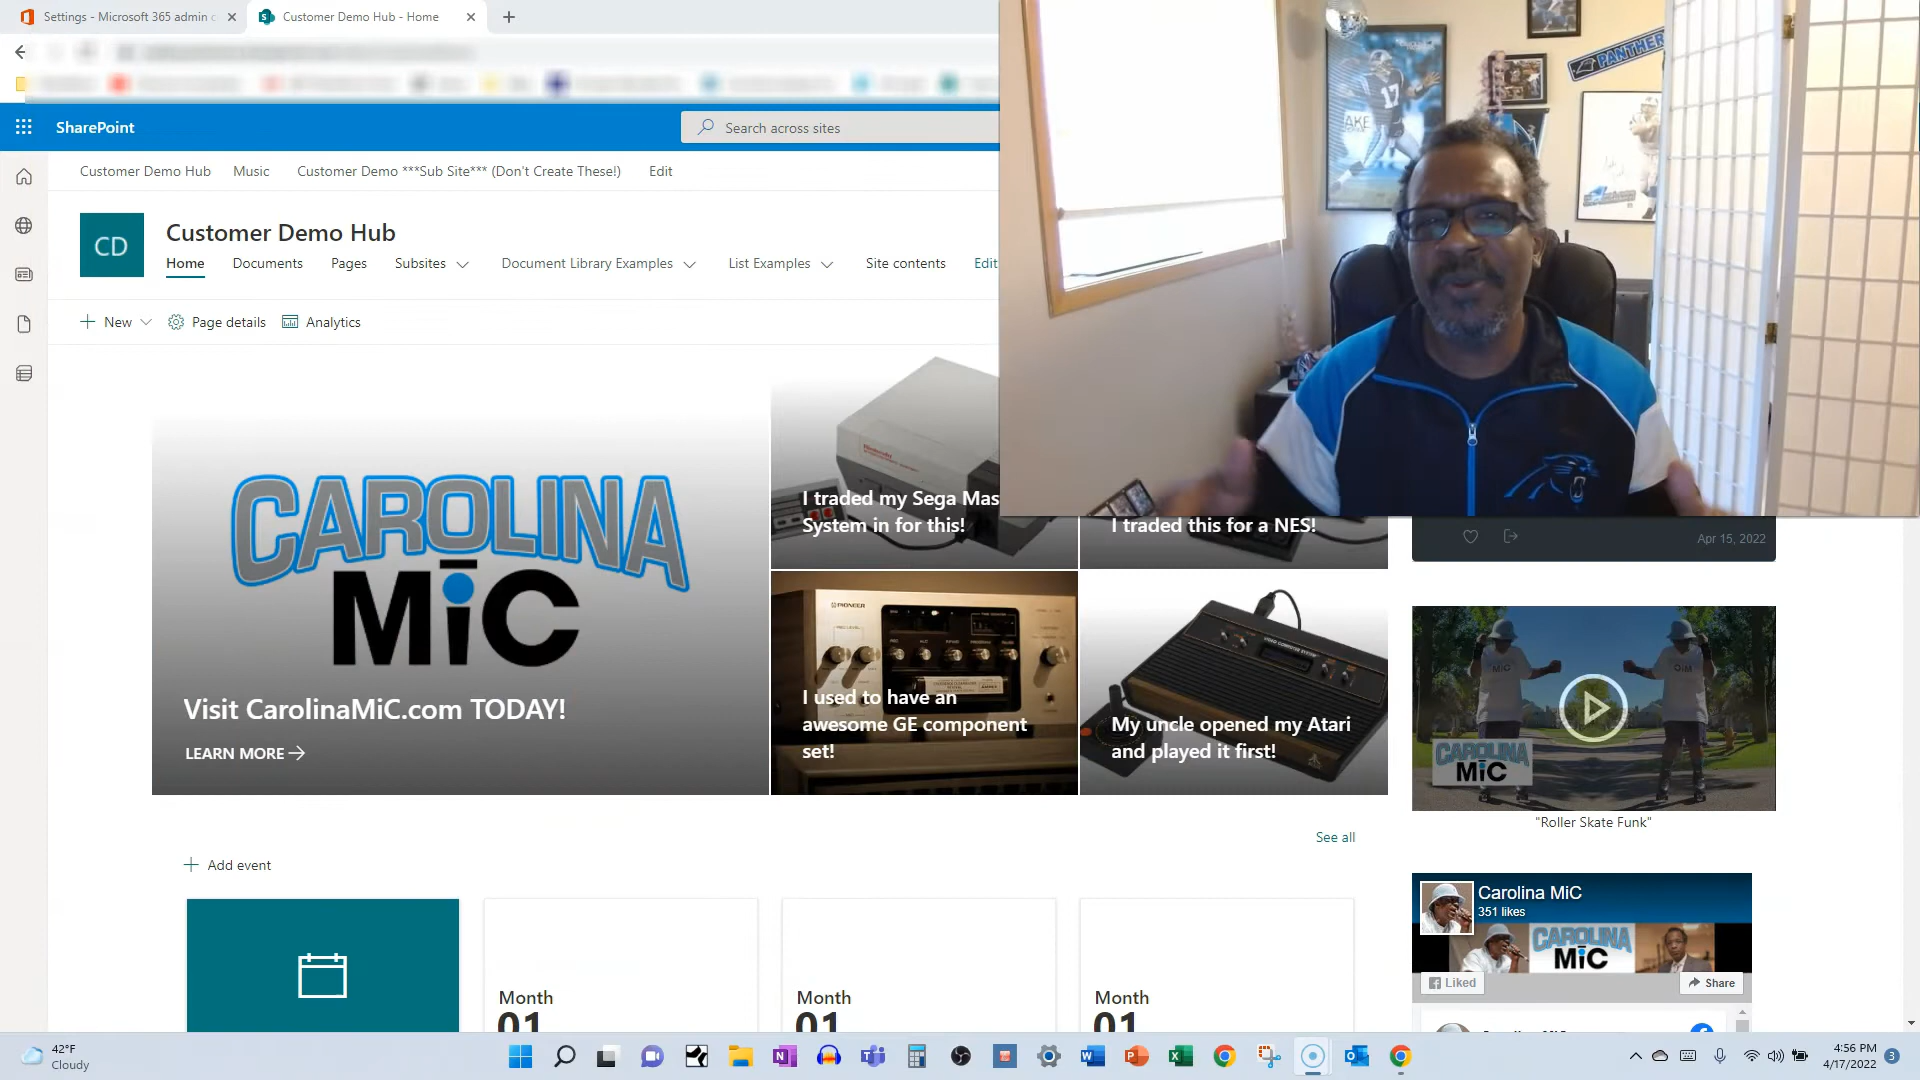 Settings - Microsoft 365 admin c
Customer Demo Hub - Home
SharePoint
Search across sites
Customer Demo Hub
Music
Customer Demo ***Sub Site*** (Don't Create These!)
Edit
CD
Customer Demo Hub
Home
Documents
Pages
Subsites
Document Library Examples
List Examples
Site contents
Edit
New
Page details
Analytics
PANTHERS
17
CAROLINA
MiC
Visit CarolinaMiC.com TODAY!
LEARN MORE
Nintendo
I traded my Sega Mas
System in for this!
I traded this for a NES!
Apr 15, 2022
PIONEER
I used to have an
awesome GE component
set!
My uncle opened my Atari
and played it first!
CAROLINA
MiC
"Roller Skate Funk"
See all
Add event
Month
01
Month
01
Month
01
Carolina MiC
351 likes
CAROLINA
MiC
Liked
Share
42°F
Cloudy
4:56 PM
4/17/2022
3